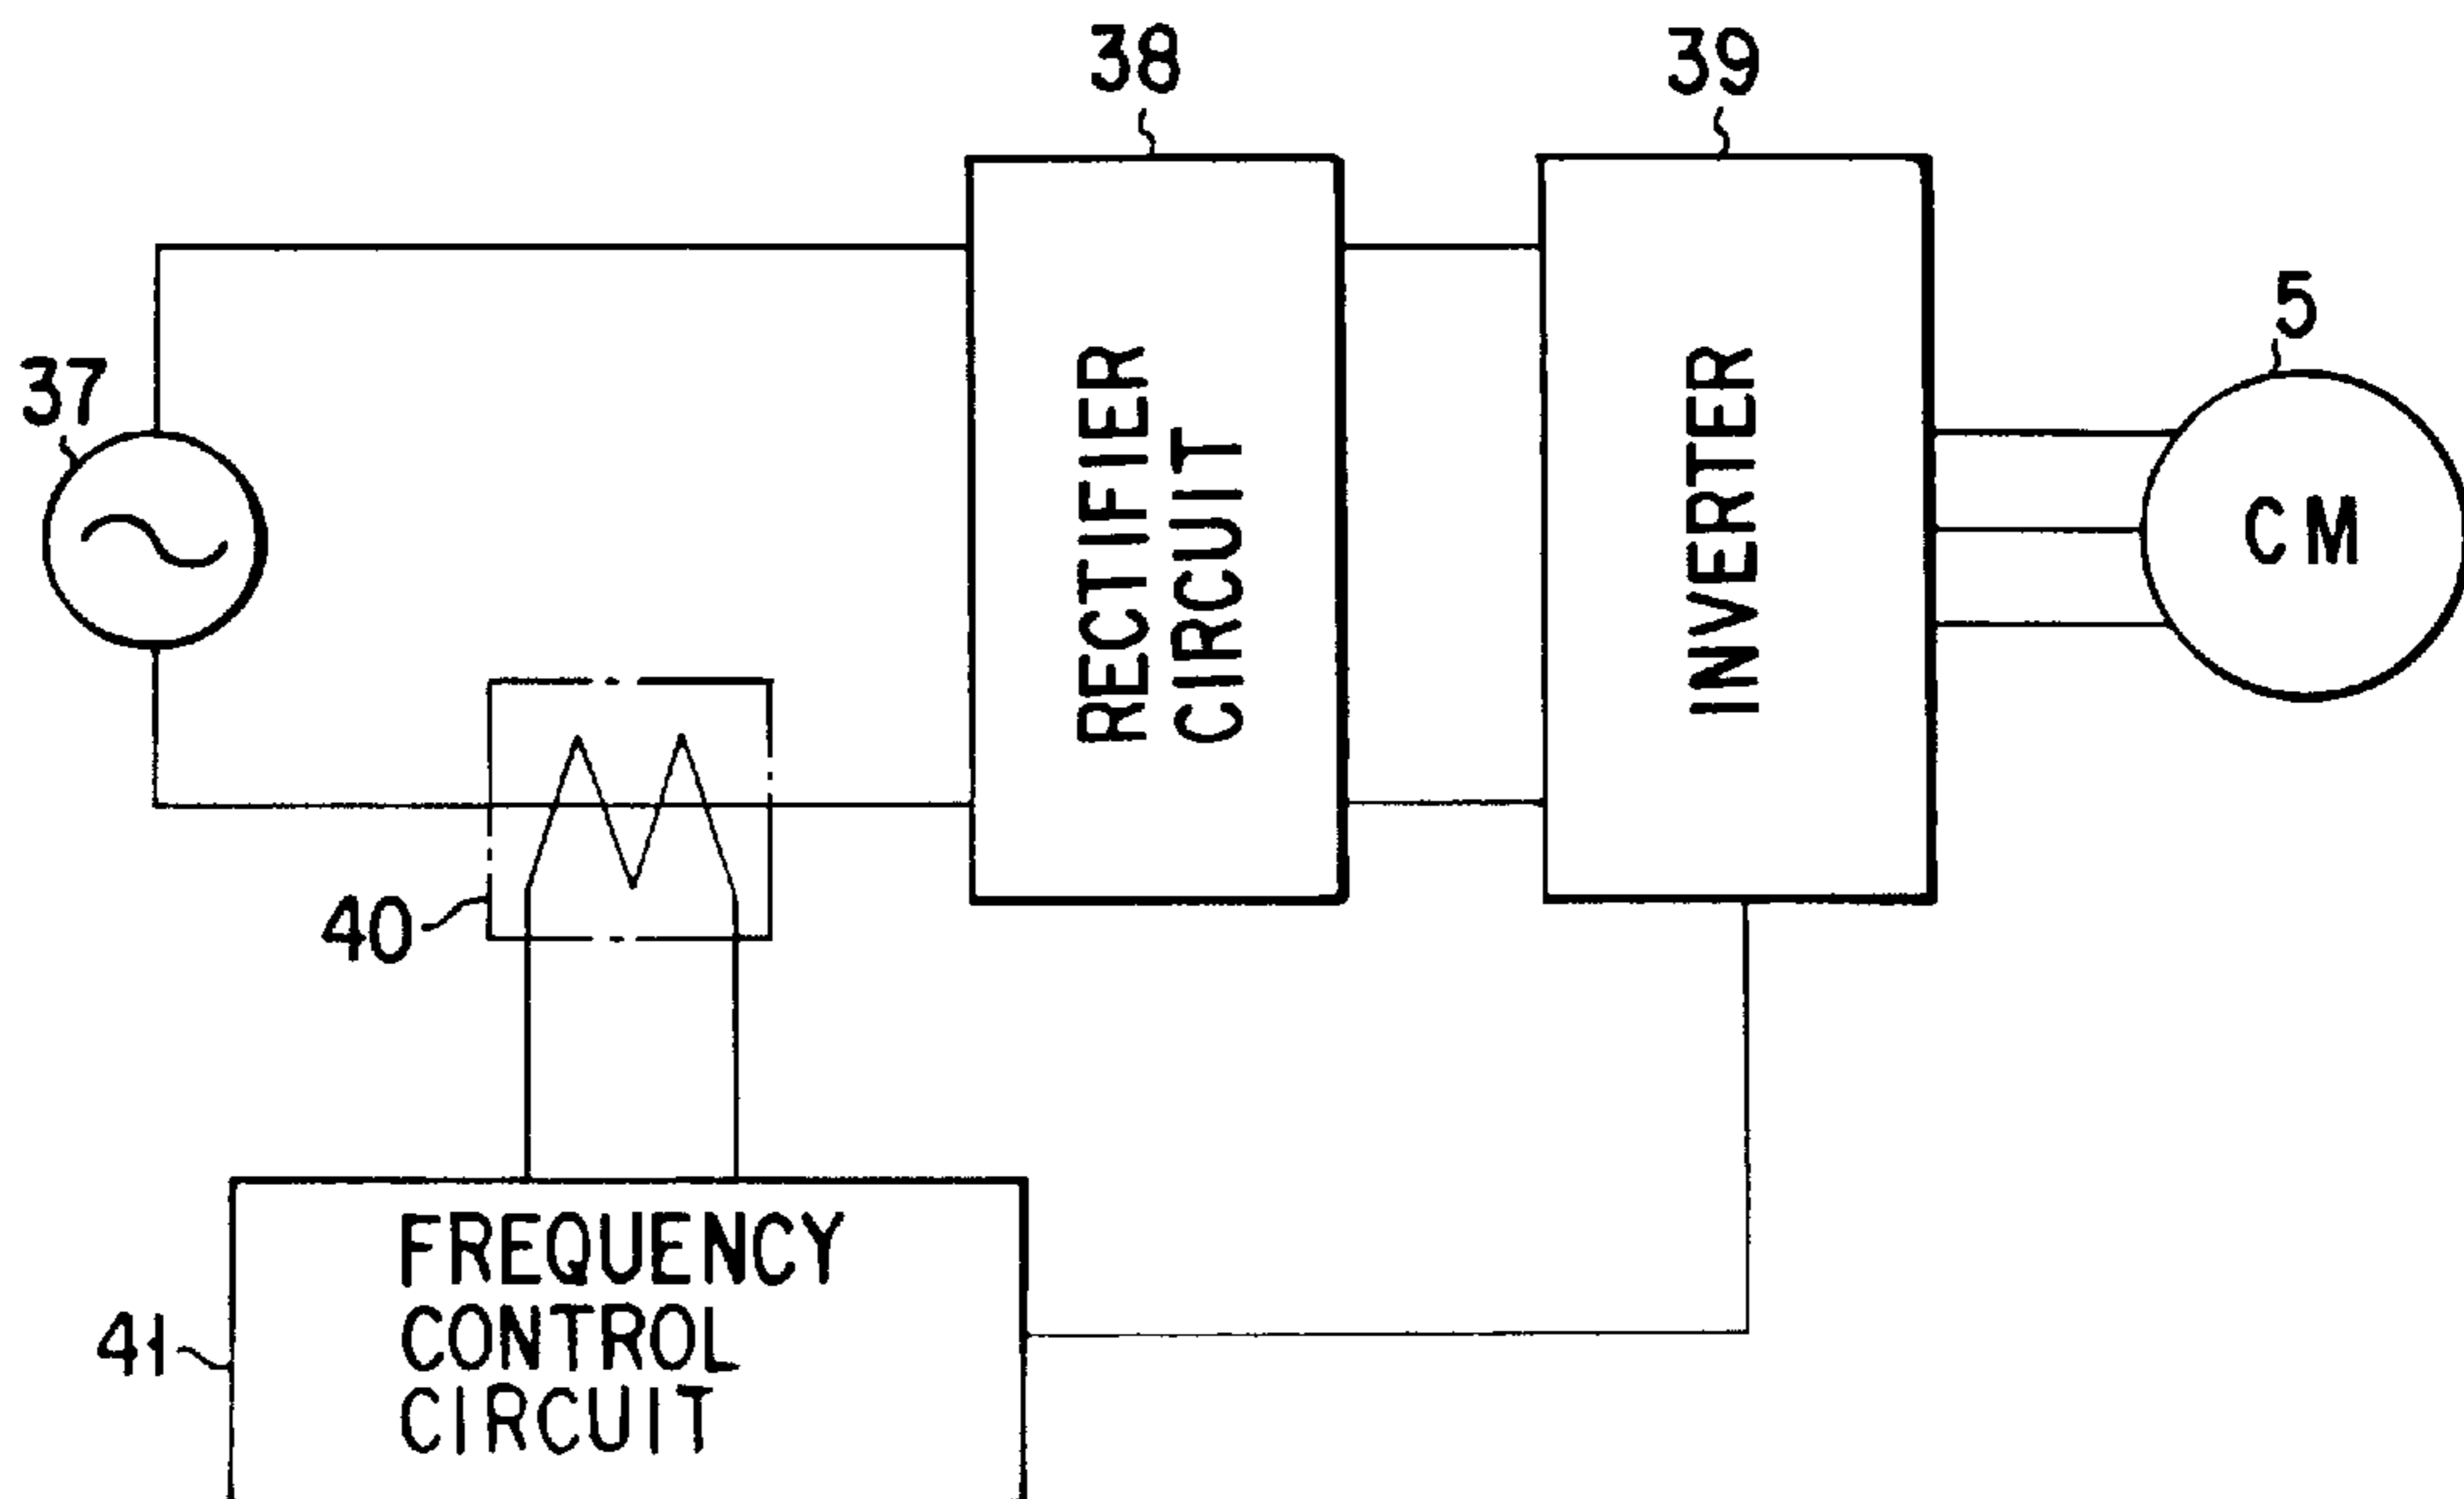 38
39
5
37
RECTIFIER
CIRCUIT
INVERTER
CM
40
FREQUENCY
CONTROL
CIRCUIT
41